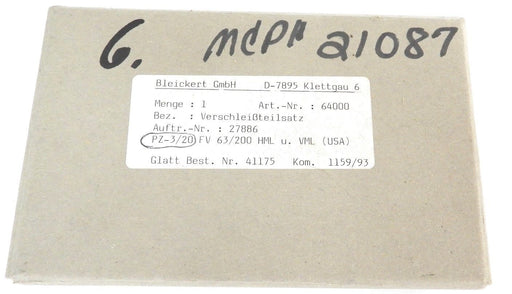 6. MCPN 21087
Bleickert GmbH D-7895 Klettgau 6
Menge : 1 Art.-Nr. : 64000
Bez. : Verschleißteilsatz
Auftr.-Nr. : 27886
PZ-3/20 FV 63/200 HML u. VML (USA)
Glatt Best. Nr. 41175 Kom. 1159/93